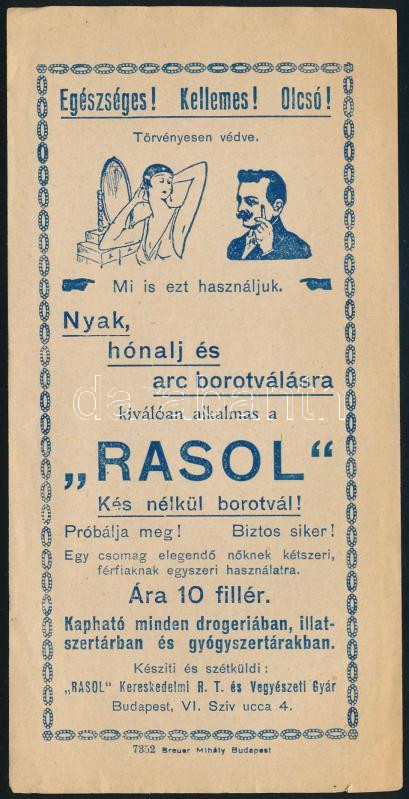 Egészséges! Kellemes! Olcsó!
Törvényesen védve.
Mi is ezt használjuk.
Nyak,
hónalj és
arc borotválásra
kiválóan alkalmas a
„RASOL“
Kés nélkül borotvál!
Próbálja meg! Biztos siker!
Egy csomag elegendő nőknek kétszeri,
férfiaknak egyszeri használatra.
Ára 10 fillér.
Kapható minden drogeriában, illat-
szertárban és gyógyszertárakban.
Készíti és szétküldi:
„RASOL“ Kereskedelmi R. T. és Vegyészeti Gyár
Budapest, VI. Sziv ucca 4.
7352 Breuer Mihály Budapest
darabanth